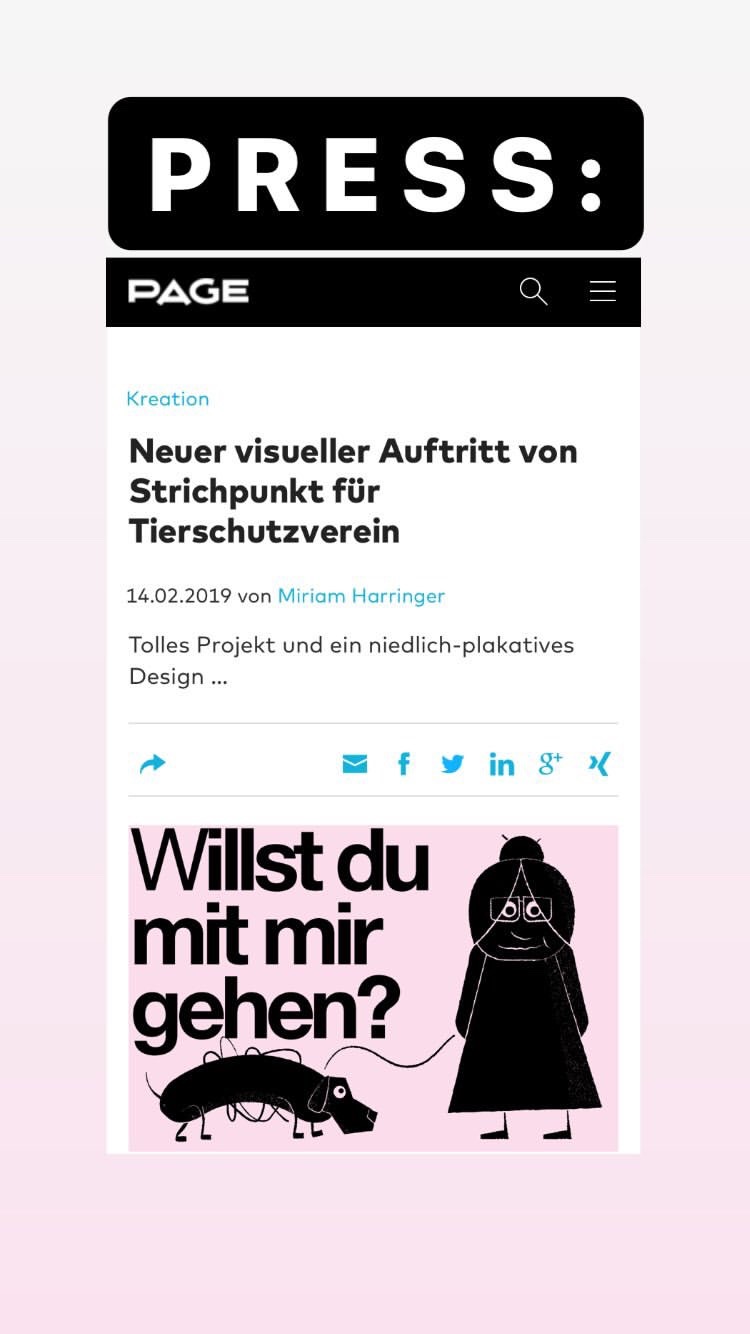 PRESS:
PAGE
Kreation
Neuer visueller Auftritt von
Strichpunkt für
Tierschutzverein
14.02.2019 von Miriam Harringer
Tolles Projekt und ein niedlich-plakatives
Design ...
f in g+
Willst du
mit mir
gehen?